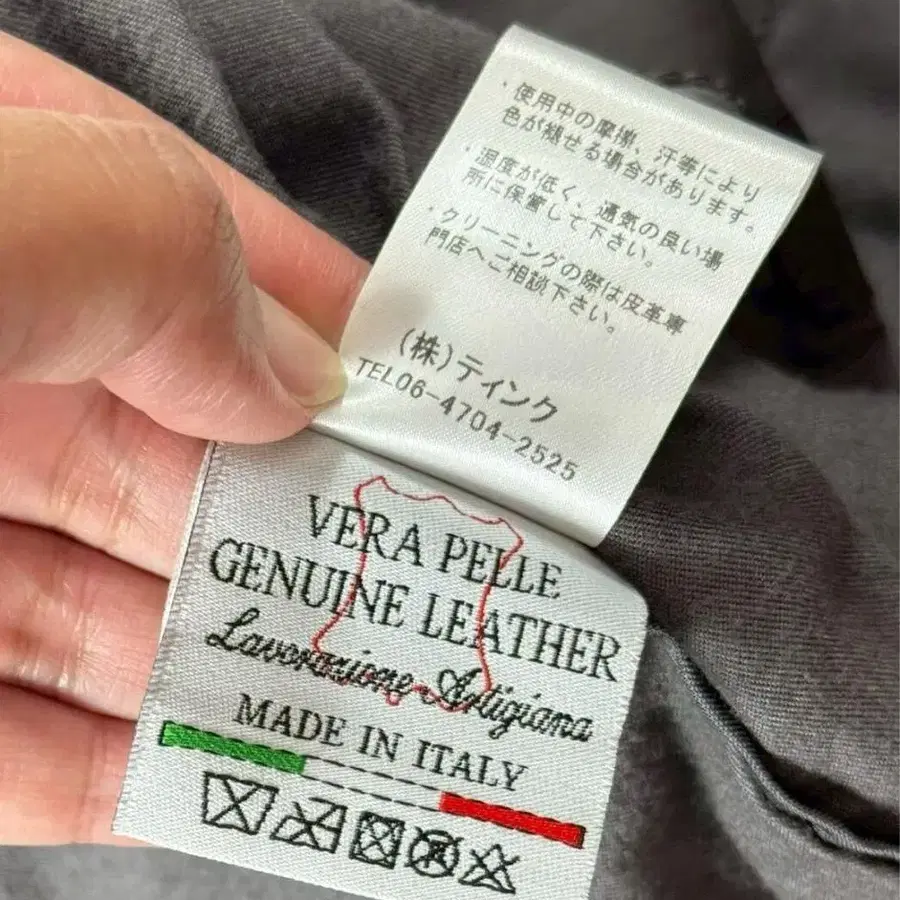 ・使用中の摩擦、汗等により
色が褪せる場合があります。
・湿度が低く、通気の良い場
所に保管して下さい。
・クリーニングの際は皮革専
門店へご相談下さい。
(株)ティンク
TEL06-4704-2525
VERA PELLE
GENUINE LEATHER
Lavorazione Artigiana
MADE IN ITALY